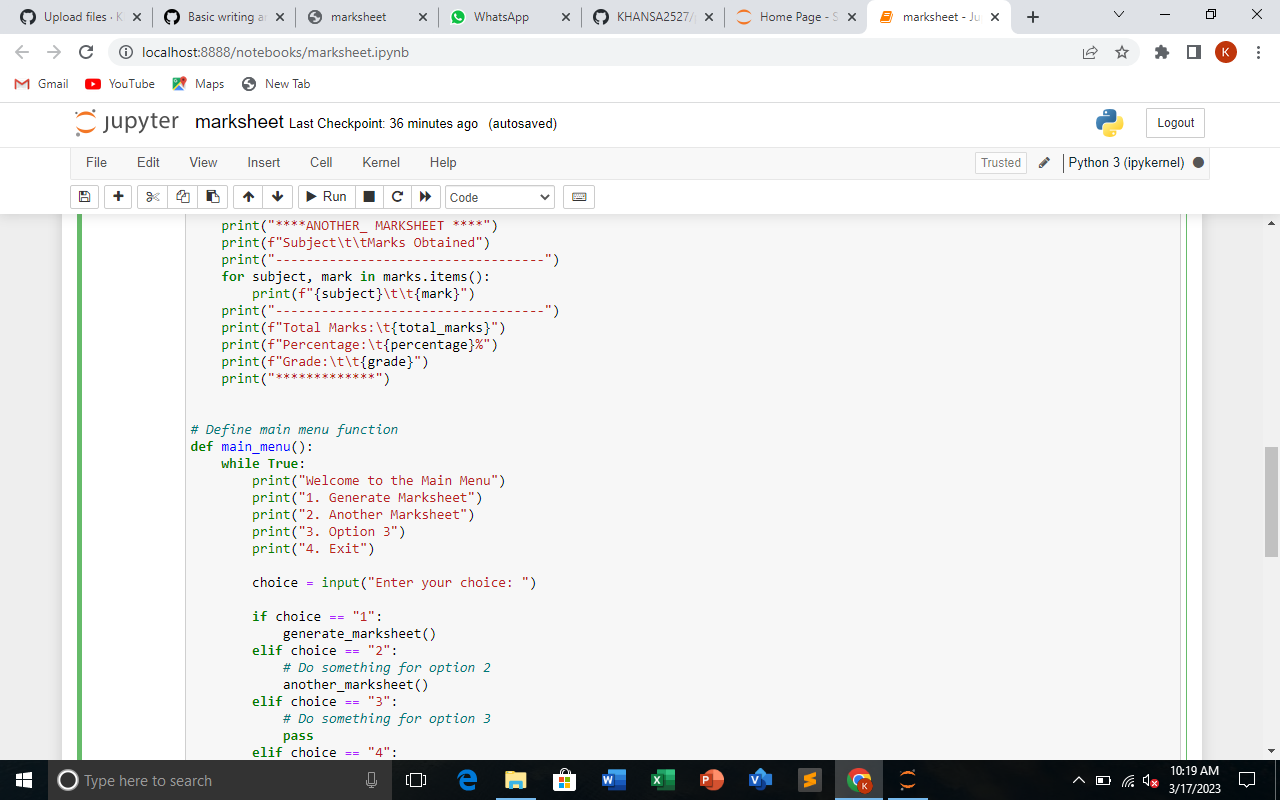 Upload files · K
Basic writing a
marksheet
WhatsApp
KHANSA2527/
Home Page - S
marksheet - Ju
localhost:8888/notebooks/marksheet.ipynb
K
Gmail
YouTube
Maps
New Tab
jupyter marksheet Last Checkpoint: 36 minutes ago (autosaved)
Logout
File Edit View Insert Cell Kernel Help
Trusted
Python 3 (ipykernel)
Run
Code
print("****ANOTHER_ MARKSHEET ****")
print(f"Subject\t\tMarks Obtained")
print("-----------------------------------")
for subject, mark in marks.items():
print(f"{subject}\t\t{mark}")
print("-----------------------------------")
print(f"Total Marks:\t{total_marks}")
print(f"Percentage:\t{percentage}%")
print(f"Grade:\t\t{grade}")
print("*************")
# Define main menu function
def main_menu():
while True:
print("Welcome to the Main Menu")
print("1. Generate Marksheet")
print("2. Another Marksheet")
print("3. Option 3")
print("4. Exit")
choice = input("Enter your choice: ")
if choice == "1":
generate_marksheet()
elif choice == "2":
# Do something for option 2
another_marksheet()
elif choice == "3":
# Do something for option 3
pass
elif choice == "4":
Type here to search
10:19 AM
3/17/2023